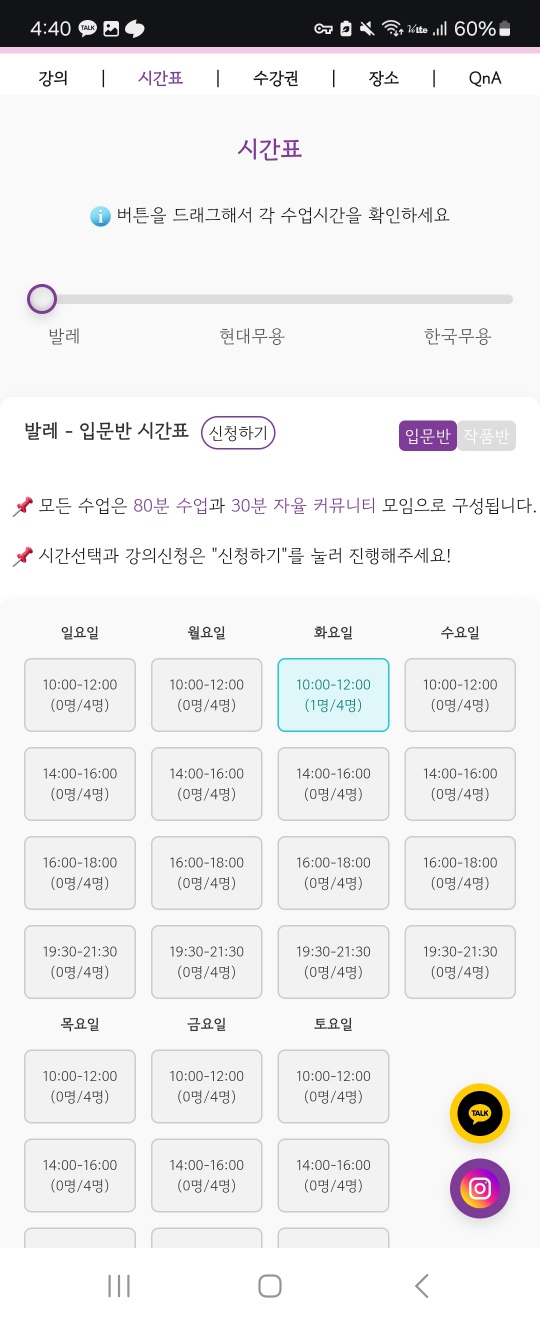 4:40 TALK 60%
강의 | 시간표 | 수강권 | 장소 | QnA
시간표
버튼을 드래그해서 각 수업시간을 확인하세요
발레 현대무용 한국무용
발레 - 입문반 시간표 신청하기 입문반 작품반
모든 수업은 80분 수업과 30분 자율 커뮤니티 모임으로 구성됩니다.
시간선택과 강의신청은 "신청하기"를 눌러 진행해주세요!
일요일 월요일 화요일 수요일
10:00-12:00 10:00-12:00 10:00-12:00 10:00-12:00
(0명/4명) (0명/4명) (1명/4명) (0명/4명)
14:00-16:00 14:00-16:00 14:00-16:00 14:00-16:00
(0명/4명) (0명/4명) (0명/4명) (0명/4명)
16:00-18:00 16:00-18:00 16:00-18:00 16:00-18:00
(0명/4명) (0명/4명) (0명/4명) (0명/4명)
19:30-21:30 19:30-21:30 19:30-21:30 19:30-21:30
(0명/4명) (0명/4명) (0명/4명) (0명/4명)
목요일 금요일 토요일
10:00-12:00 10:00-12:00 10:00-12:00
(0명/4명) (0명/4명) (0명/4명)
TALK
14:00-16:00 14:00-16:00 14:00-16:00
(0명/4명) (0명/4명) (0명/4명)